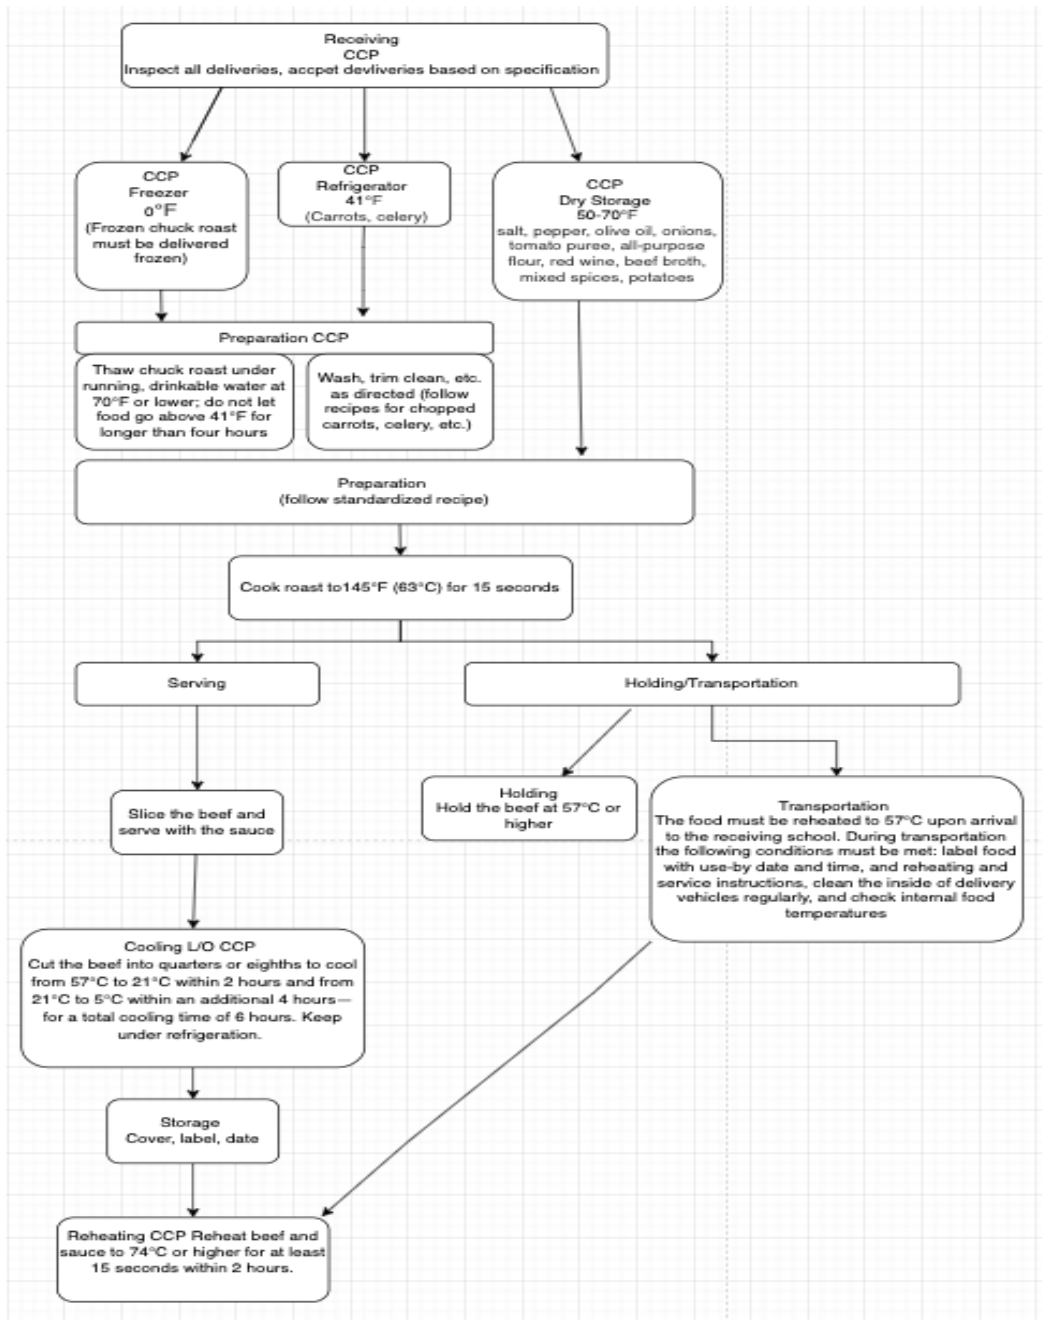 Receiving
CCP
Inspect all deliveries, accpet devliveries based on specification
CCP
Freezer
0°F
(Frozen chuck roast
must be delivered
frozen)
CCP
Refrigerator
41°F
(Carrots, celery)
CCP
Dry Storage
50-70°F
salt, pepper, olive oil, onions,
tomato puree, all-purpose
flour, red wine, beef broth,
mixed spices, potatoes
Preparation CCP
Thaw chuck roast under
running, drinkable water at
70°F or lower; do not let
food go above 41°F for
longer than four hours
Wash, trim clean, etc.
as directed (follow
recipes for chopped
carrots, celery, etc.)
Preparation
(follow standardized recipe)
Cook roast to145°F (63°C) for 15 seconds
Serving
Holding/Transportation
Slice the beef and
serve with the sauce
Holding
Hold the beef at 57°C or
higher
Transportation
The food must be reheated to 57°C upon arrival
to the receiving school. During transportation
the following conditions must be met: label food
with use-by date and time, and reheating and
service instructions, clean the inside of delivery
vehicles regularly, and check internal food
temperatures
Cooling L/O CCP
Cut the beef into quarters or eighths to cool
from 57°C to 21°C within 2 hours and from
21°C to 5°C within an additional 4 hours—
for a total cooling time of 6 hours. Keep
under refrigeration.
Storage
Cover, label, date
Reheating CCP Reheat beef and
sauce to 74°C or higher for at least
15 seconds within 2 hours.